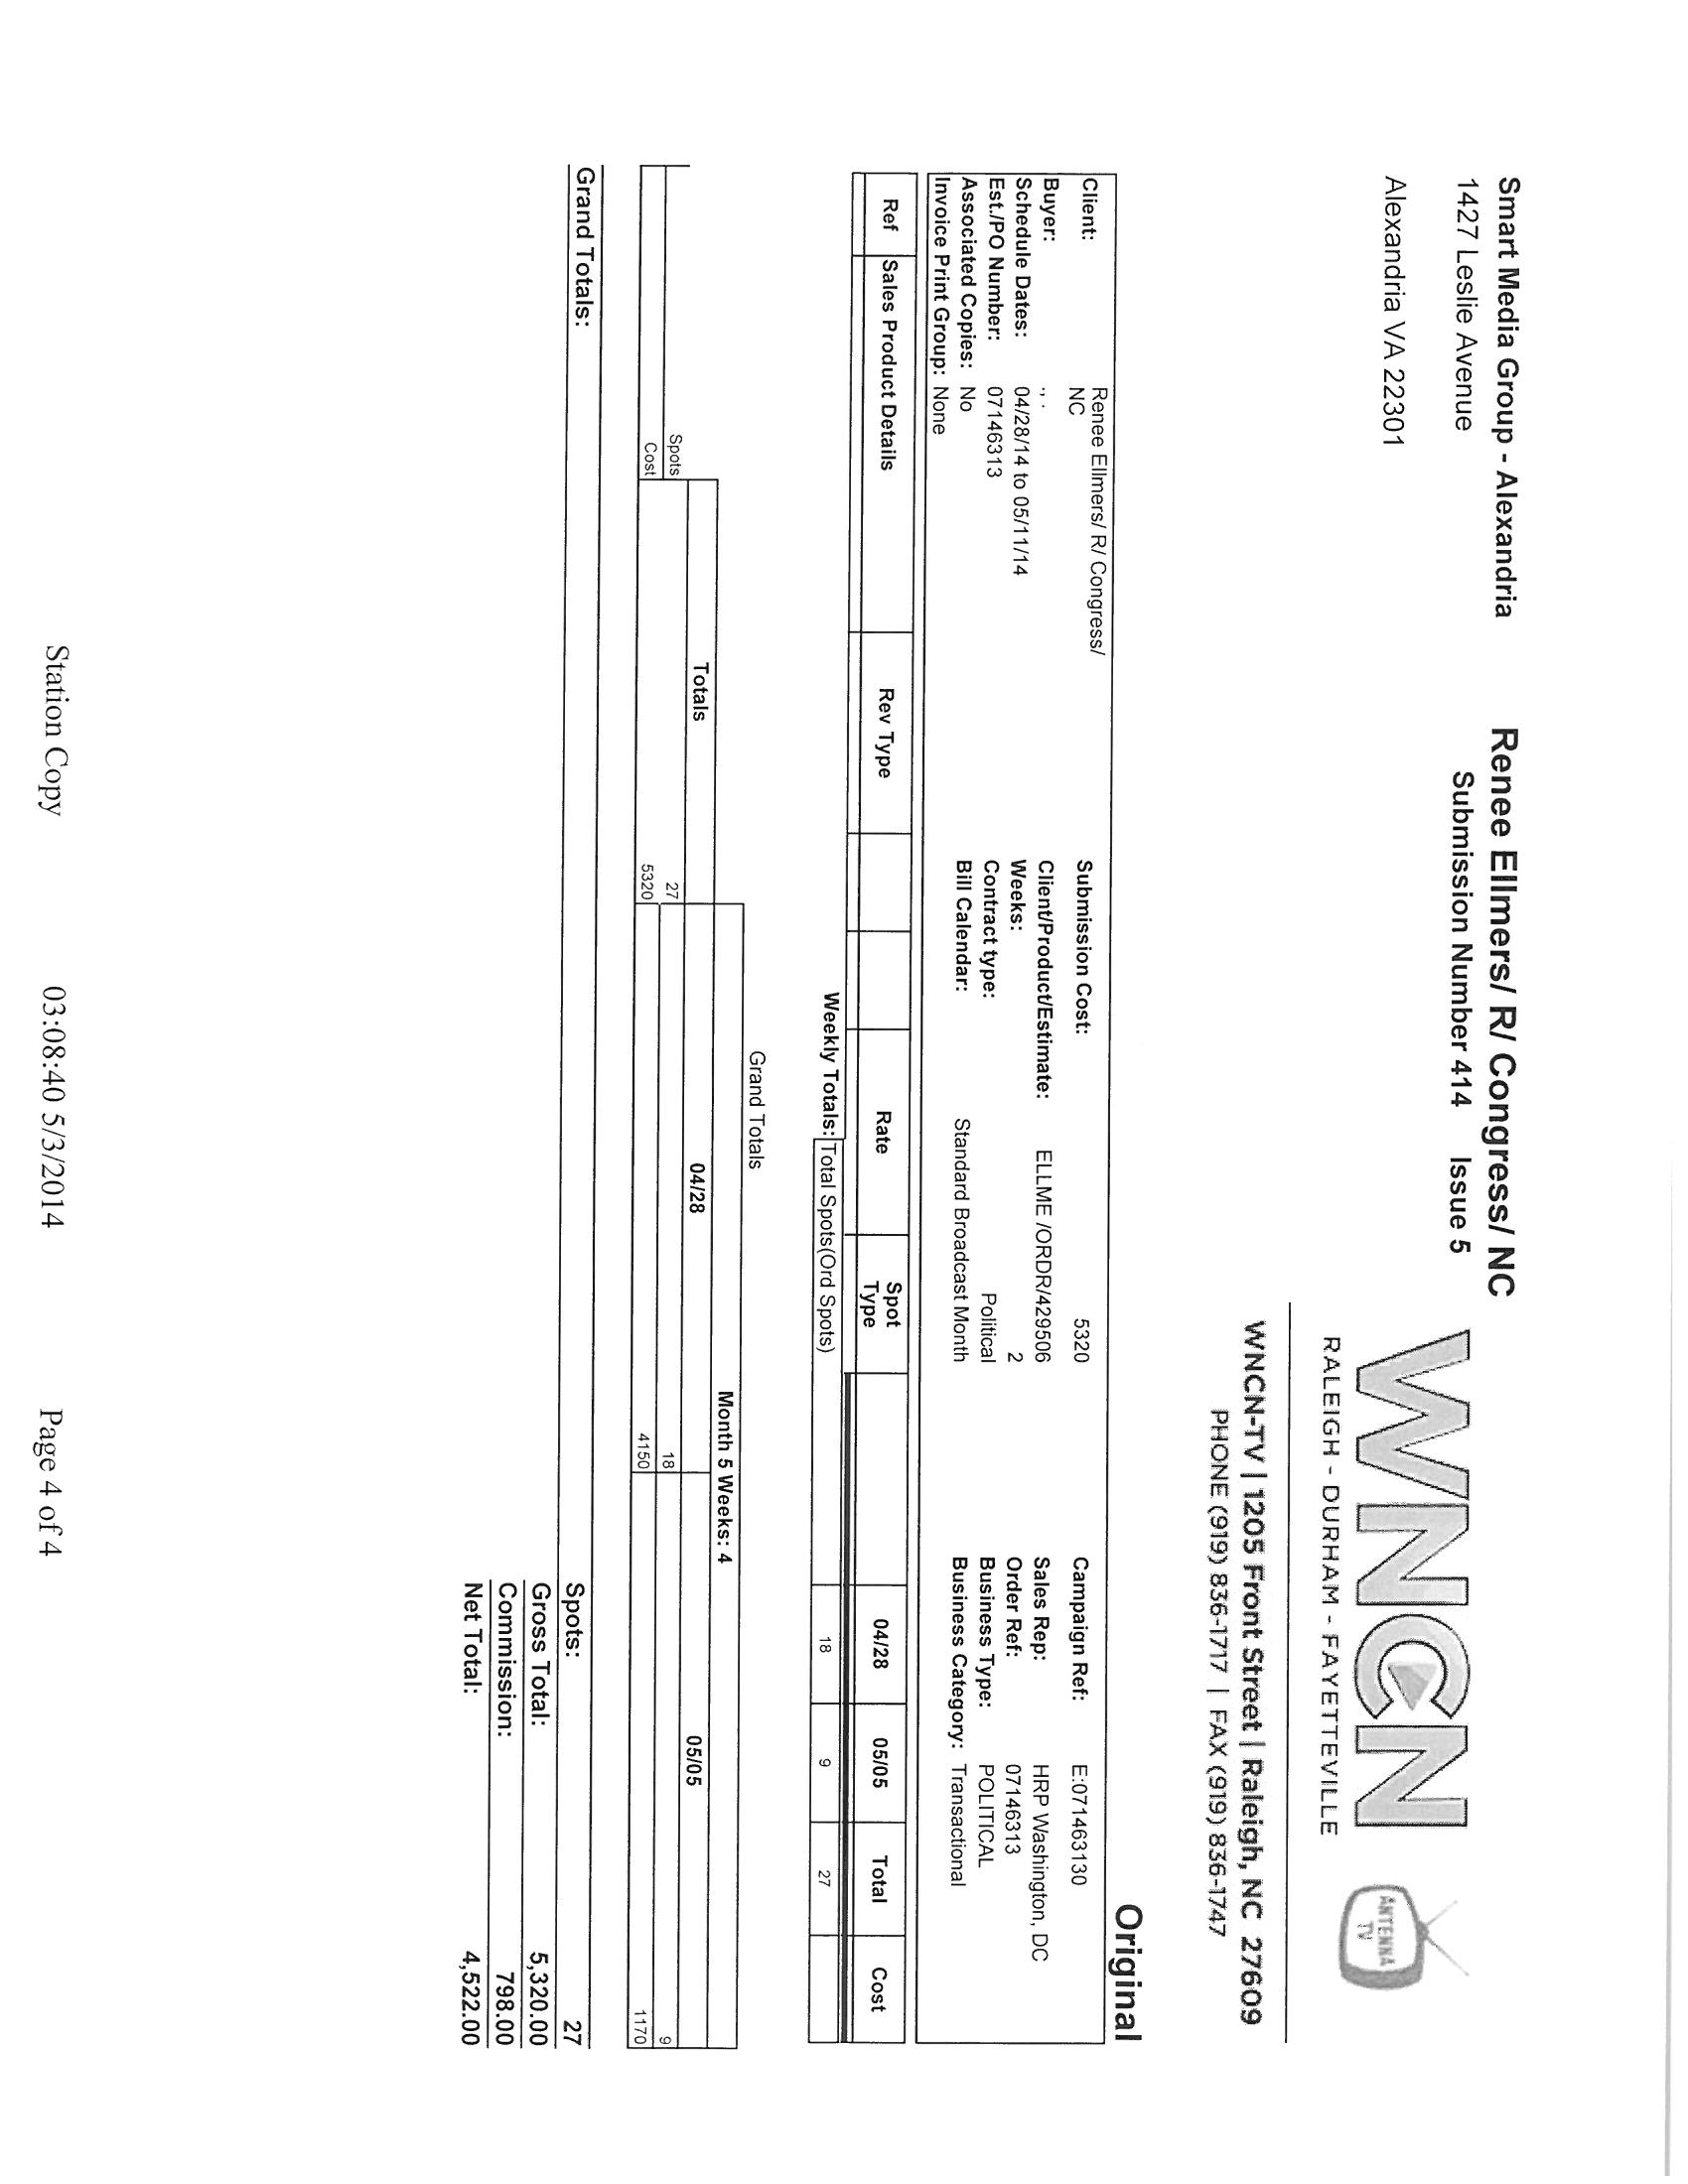 Smart Media Group - Alexandria
1427 Leslie Avenue
Alexandria VA 22301
Renee Ellmers/ R/ Congress/ NC
Submission Number 414 Issue 5
WNCN
RALEIGH - DURHAM - FAYETTEVILLE
ANTENNA
TV
WNCN-TV | 1205 Front Street | Raleigh, NC 27609
PHONE (919) 836-1717 | FAX (919) 836-1747
Original
Client: Renee Ellmers/ R/ Congress/
NC
Submission Cost: 5320
Campaign Ref: E:071463130
Buyer: , .
Client/Product/Estimate: ELLME /ORDR/429506
Sales Rep: HRP Washington, DC
Schedule Dates: 04/28/14 to 05/11/14
Weeks: 2
Order Ref: 07146313
Est./PO Number: 07146313
Contract type: Political
Business Type: POLITICAL
Associated Copies: No
Bill Calendar: Standard Broadcast Month
Business Category: Transactional
Invoice Print Group: None
Ref Sales Product Details Rev Type Rate Spot Type 04/28 05/05 Total Cost
Weekly Totals: Total Spots(Ord Spots) 18 9 27
Grand Totals
Month 5 Weeks: 4
Totals 04/28 05/05
Spots 27 18 9
Cost 5320 4150 1170
Grand Totals:
Spots: 27
Gross Total: 5,320.00
Commission: 798.00
Net Total: 4,522.00
Station Copy 03:08:40 5/3/2014 Page 4 of 4